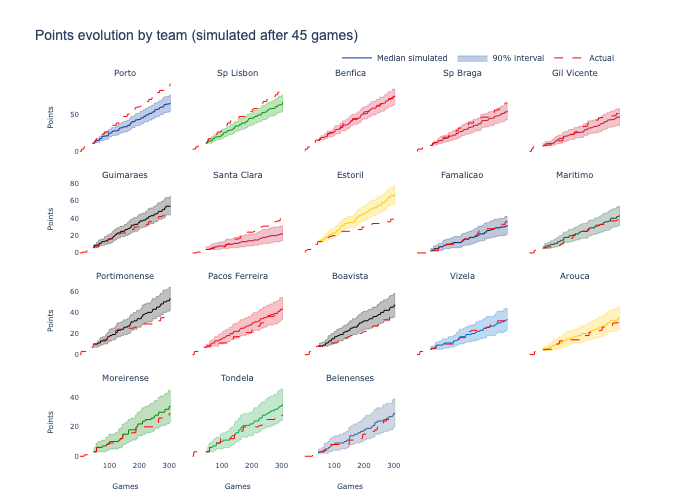 Points evolution by team (simulated after 45 games)
Median simulated 90% interval Actual
Porto Sp Lisbon Benfica Sp Braga Gil Vicente
50
0
Points
Guimaraes Santa Clara Estoril Famalicao Maritimo
80
60
40
20
0
Points
Portimonense Pacos Ferreira Boavista Vizela Arouca
60
40
20
0
Points
Moreirense Tondela Belenenses
40
20
0
Points
100 200 300 100 200 300 100 200 300
Games Games Games